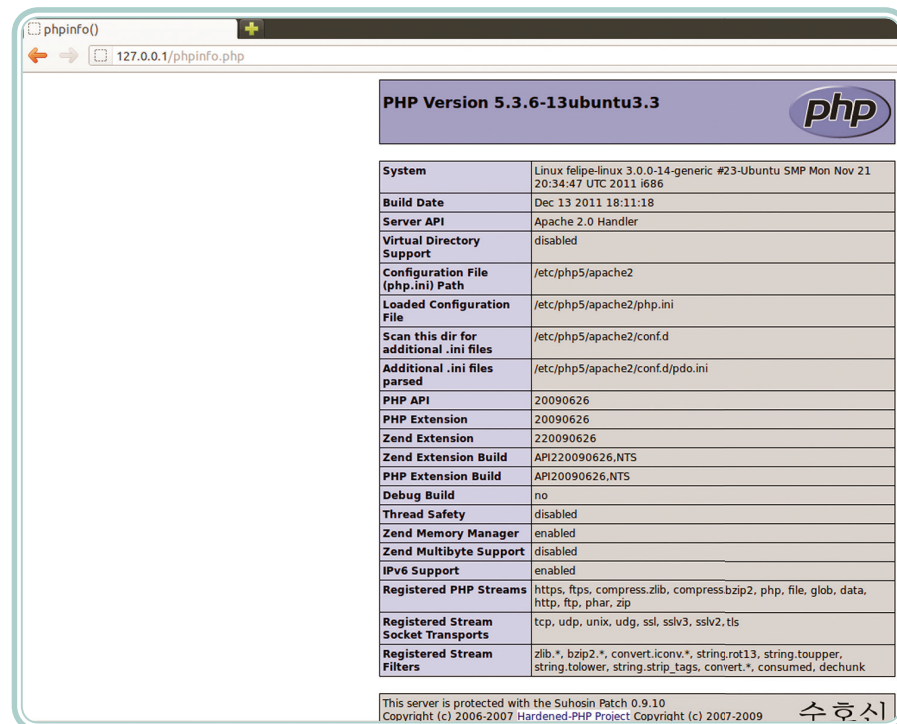 phpinfo()
127.0.0.1/phpinfo.php
PHP Version 5.3.6-13ubuntu3.3
php
System Linux felipe-linux 3.0.0-14-generic #23-Ubuntu SMP Mon Nov 21
20:34:47 UTC 2011 i686
Build Date Dec 13 2011 18:11:18
Server API Apache 2.0 Handler
Virtual Directory disabled
Support
Configuration File /etc/php5/apache2
(php.ini) Path
Loaded Configuration /etc/php5/apache2/php.ini
File
Scan this dir for /etc/php5/apache2/conf.d
additional .ini files
Additional .ini files /etc/php5/apache2/conf.d/pdo.ini
parsed
PHP API 20090626
PHP Extension 20090626
Zend Extension 220090626
Zend Extension Build API220090626,NTS
PHP Extension Build API20090626,NTS
Debug Build no
Thread Safety disabled
Zend Memory Manager enabled
Zend Multibyte Support disabled
IPv6 Support enabled
Registered PHP Streams https, ftps, compress.zlib, compress.bzip2, php, file, glob, data,
http, ftp, phar, zip
Registered Stream tcp, udp, unix, udg, ssl, sslv3, sslv2, tls
Socket Transports
Registered Stream zlib.*, bzip2.*, convert.iconv.*, string.rot13, string.toupper,
Filters string.tolower, string.strip_tags, convert.*, consumed, dechunk
This server is protected with the Suhosin Patch 0.9.10
Copyright (c) 2006-2007 Hardened-PHP Project Copyright (c) 2007-2009
수호신